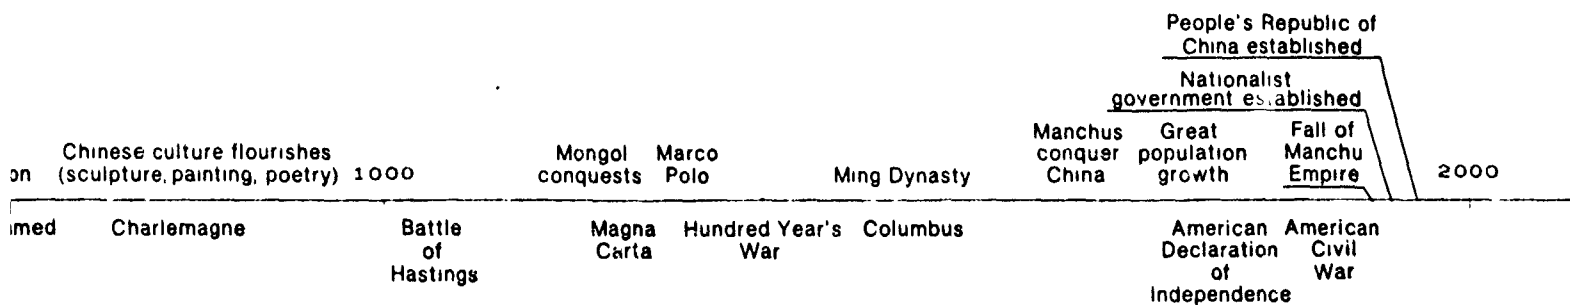 People's Republic of
China established
Nationalist
government established
Manchus
conquer
China
Great
population
growth
Fall of
Manchu
Empire
Chinese culture flourishes
(sculpture, painting, poetry)
1000
Mongol
conquests
Marco
Polo
Ming Dynasty
2000
on
Charlemagne
Battle
of
Hastings
Magna
Carta
Hundred Year's
War
Columbus
American
Declaration
of
Independence
American
Civil
War